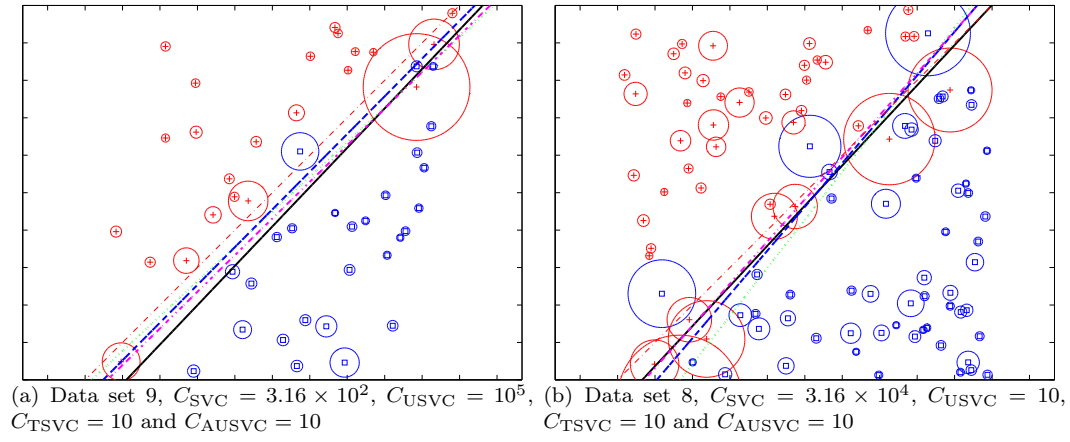 (a) Data set 9, C_SVC = 3.16 × 10^2, C_USVC = 10^5,
C_TSVC = 10 and C_AUSVC = 10
(b) Data set 8, C_SVC = 3.16 × 10^4, C_USVC = 10,
C_TSVC = 10 and C_AUSVC = 10